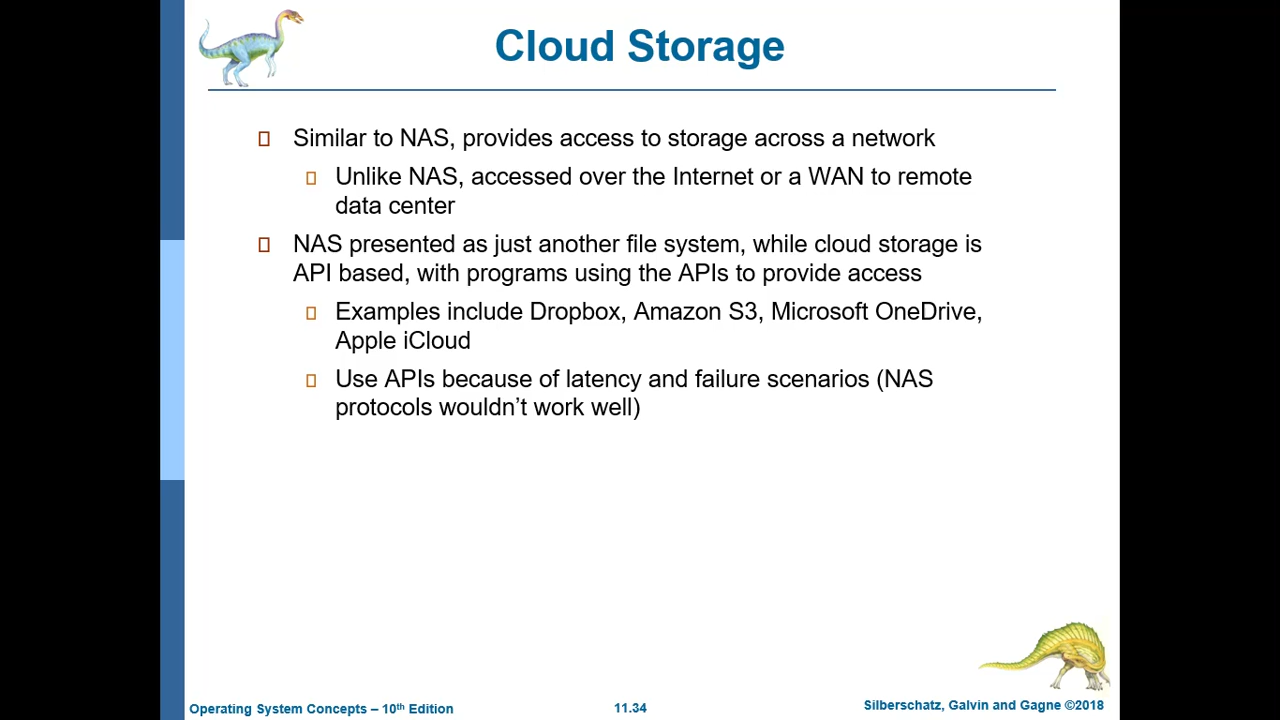 Cloud Storage
Similar to NAS, provides access to storage across a network
Unlike NAS, accessed over the Internet or a WAN to remote
data center
NAS presented as just another file system, while cloud storage is
API based, with programs using the APIs to provide access
Examples include Dropbox, Amazon S3, Microsoft OneDrive,
Apple iCloud
Use APIs because of latency and failure scenarios (NAS
protocols wouldn’t work well)
Operating System Concepts – 10th Edition
11.34
Silberschatz, Galvin and Gagne ©2018